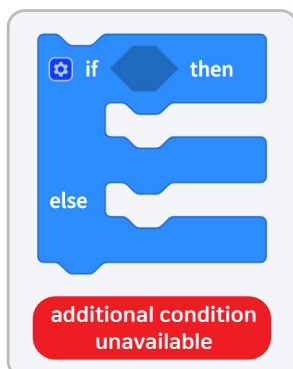 if then
else
additional condition
unavailable